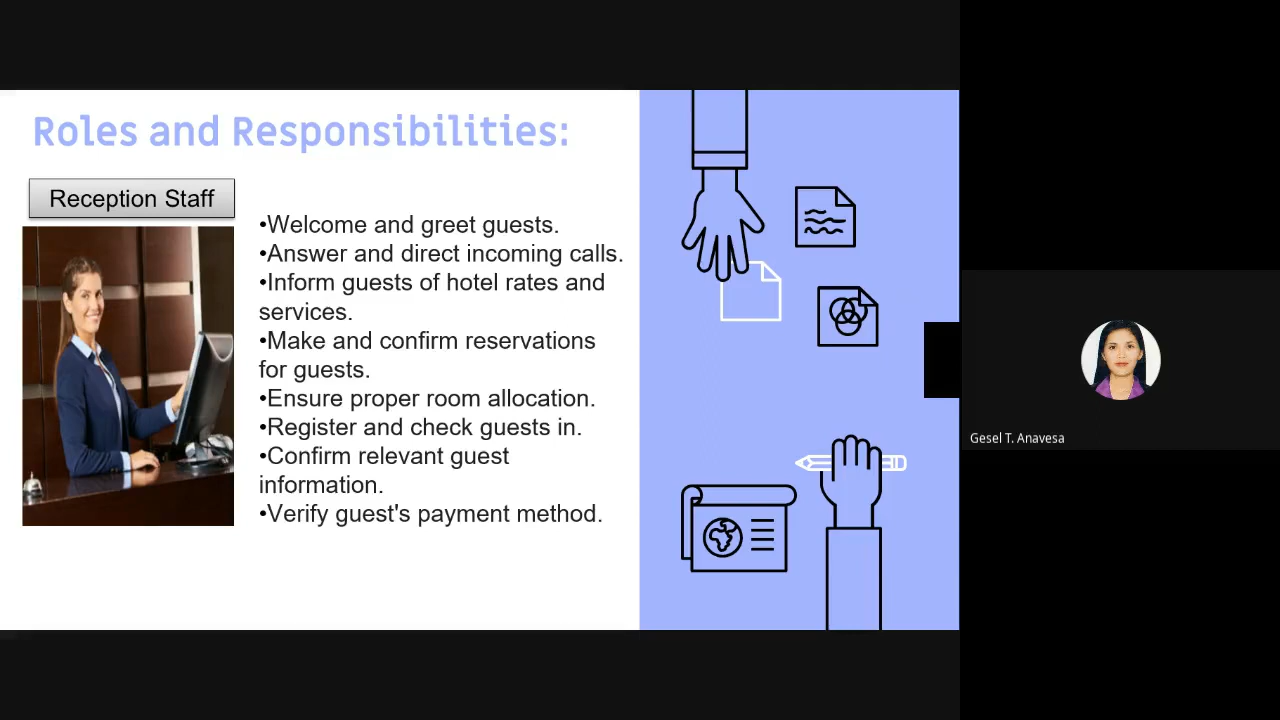 Roles and Responsibilities:
Reception Staff
•Welcome and greet guests.
•Answer and direct incoming calls.
•Inform guests of hotel rates and
services.
•Make and confirm reservations
for guests.
•Ensure proper room allocation.
•Register and check guests in.
•Confirm relevant guest
information.
•Verify guest's payment method.
Gesel T. Anavesa